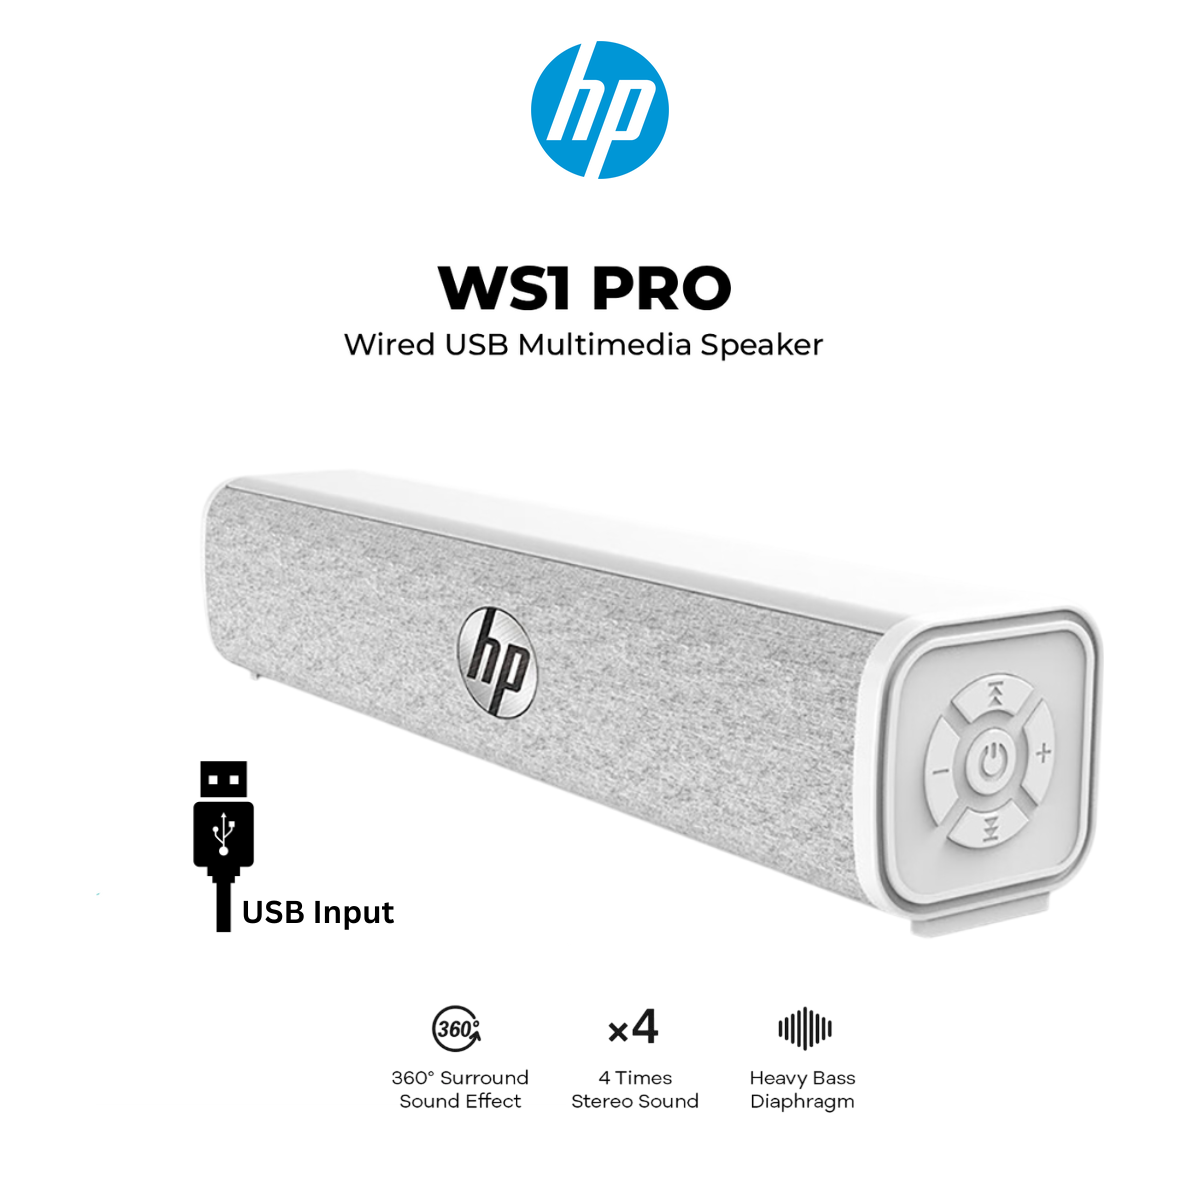 hp
WS1 PRO
Wired USB Multimedia Speaker
hp
USB Input
360°
×4
360° Surround
Sound Effect
4 Times
Stereo Sound
Heavy Bass
Diaphragm